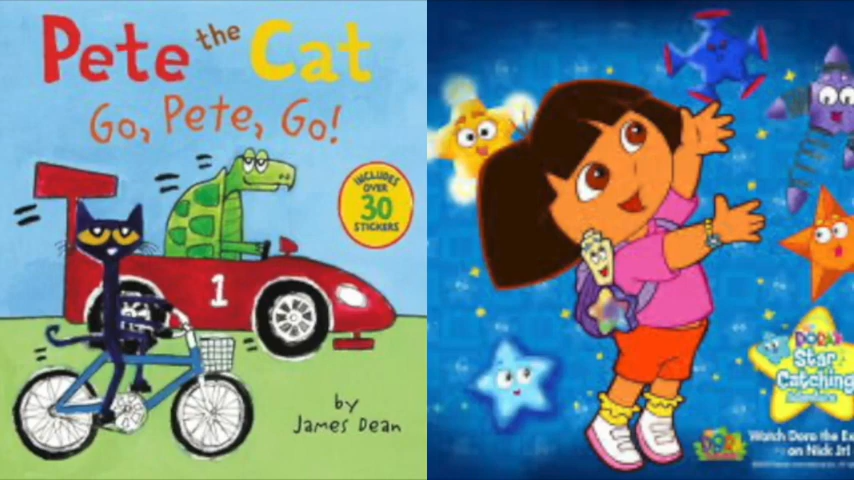 Pete the Cat
Go, Pete, Go!
INCLUDES
OVER
30
STICKERS
1
by
James Dean
DORA's
Star
Catching
Watch Dora the Ex
on Nick Jr!